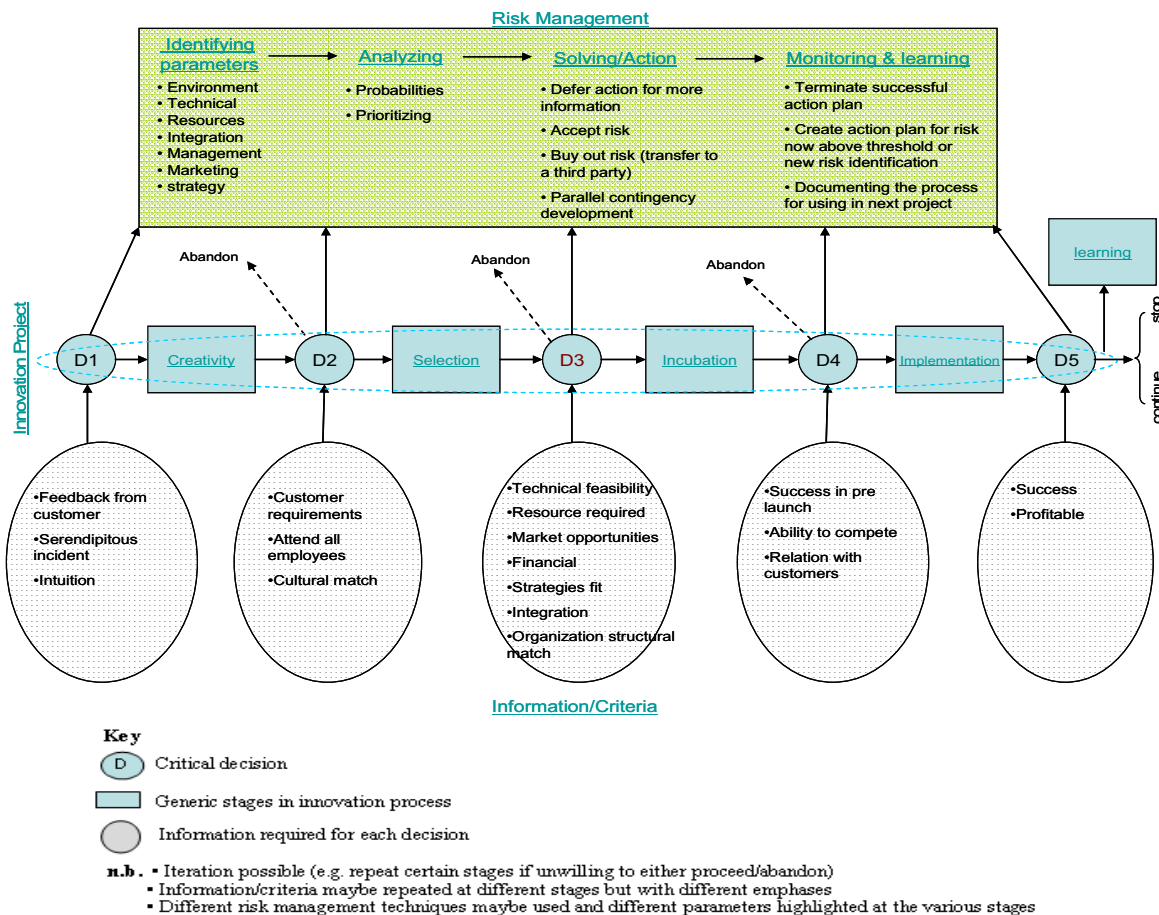 Risk Management
Identifying
parameters
• Environment
• Technical
• Resources
• Integration
• Management
• Marketing
• strategy
Analyzing
• Probabilities
• Prioritizing
Solving/Action
• Defer action for more
information
• Accept risk
• Buy out risk (transfer to
a third party)
• Parallel contingency
development
Monitoring & learning
• Terminate successful
action plan
• Create action plan for risk
now above threshold or
new risk identification
• Documenting the process
for using in next project
Abandon
Abandon
Abandon
learning
Innovation Project
D1
Creativity
D2
Selection
D3
Incubation
D4
Implementation
D5
stop
continue
•Feedback from
customer
•Serendipitous
incident
•Intuition
•Customer
requirements
•Attend all
employees
•Cultural match
•Technical feasibility
•Resource required
•Market opportunities
•Financial
•Strategies fit
•Integration
•Organization structural
match
•Success in pre
launch
•Ability to compete
•Relation with
customers
•Success
•Profitable
Information/Criteria
Key
D Critical decision
Generic stages in innovation process
Information required for each decision
n.b. ▪ Iteration possible (e.g. repeat certain stages if unwilling to either proceed/abandon)
▪ Information/criteria maybe repeated at different stages but with different emphases
▪ Different risk management techniques maybe used and different parameters highlighted at the various stages